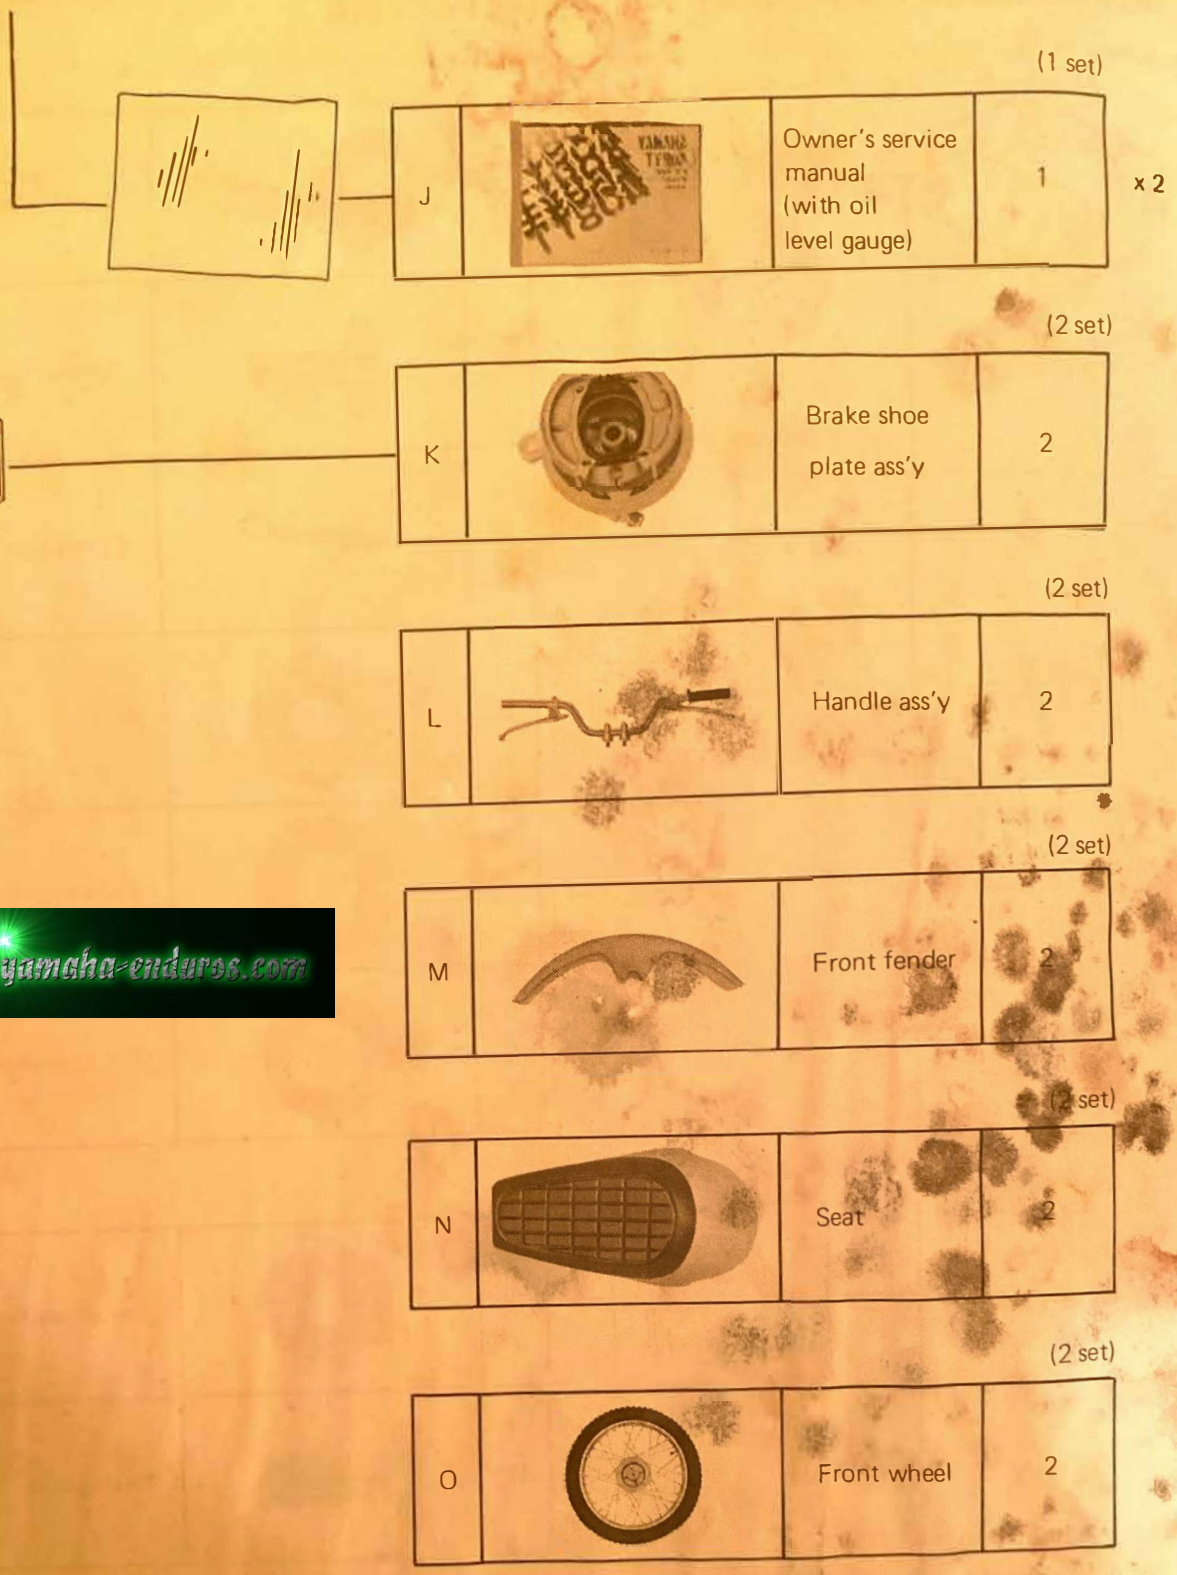 (1 set)
J
YAMAHA
Owner's service
manual
(with oil
level gauge)
1
x 2
(2 set)
K
Brake shoe
plate ass'y
2
(2 set)
L
Handle ass'y
2
(2 set)
M
Front fender
2
yamaha-enduros.com
(2 set)
N
Seat
2
(2 set)
O
Front wheel
2